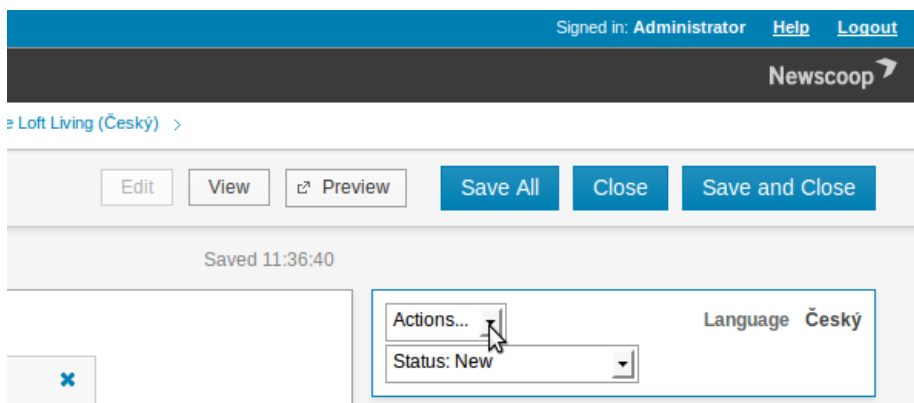 Signed in: Administrator Help Logout
Newscoop
e Loft Living (Český) >
Edit View Preview Save All Close Save and Close
Saved 11:36:40
Actions... Language Český
Status: New